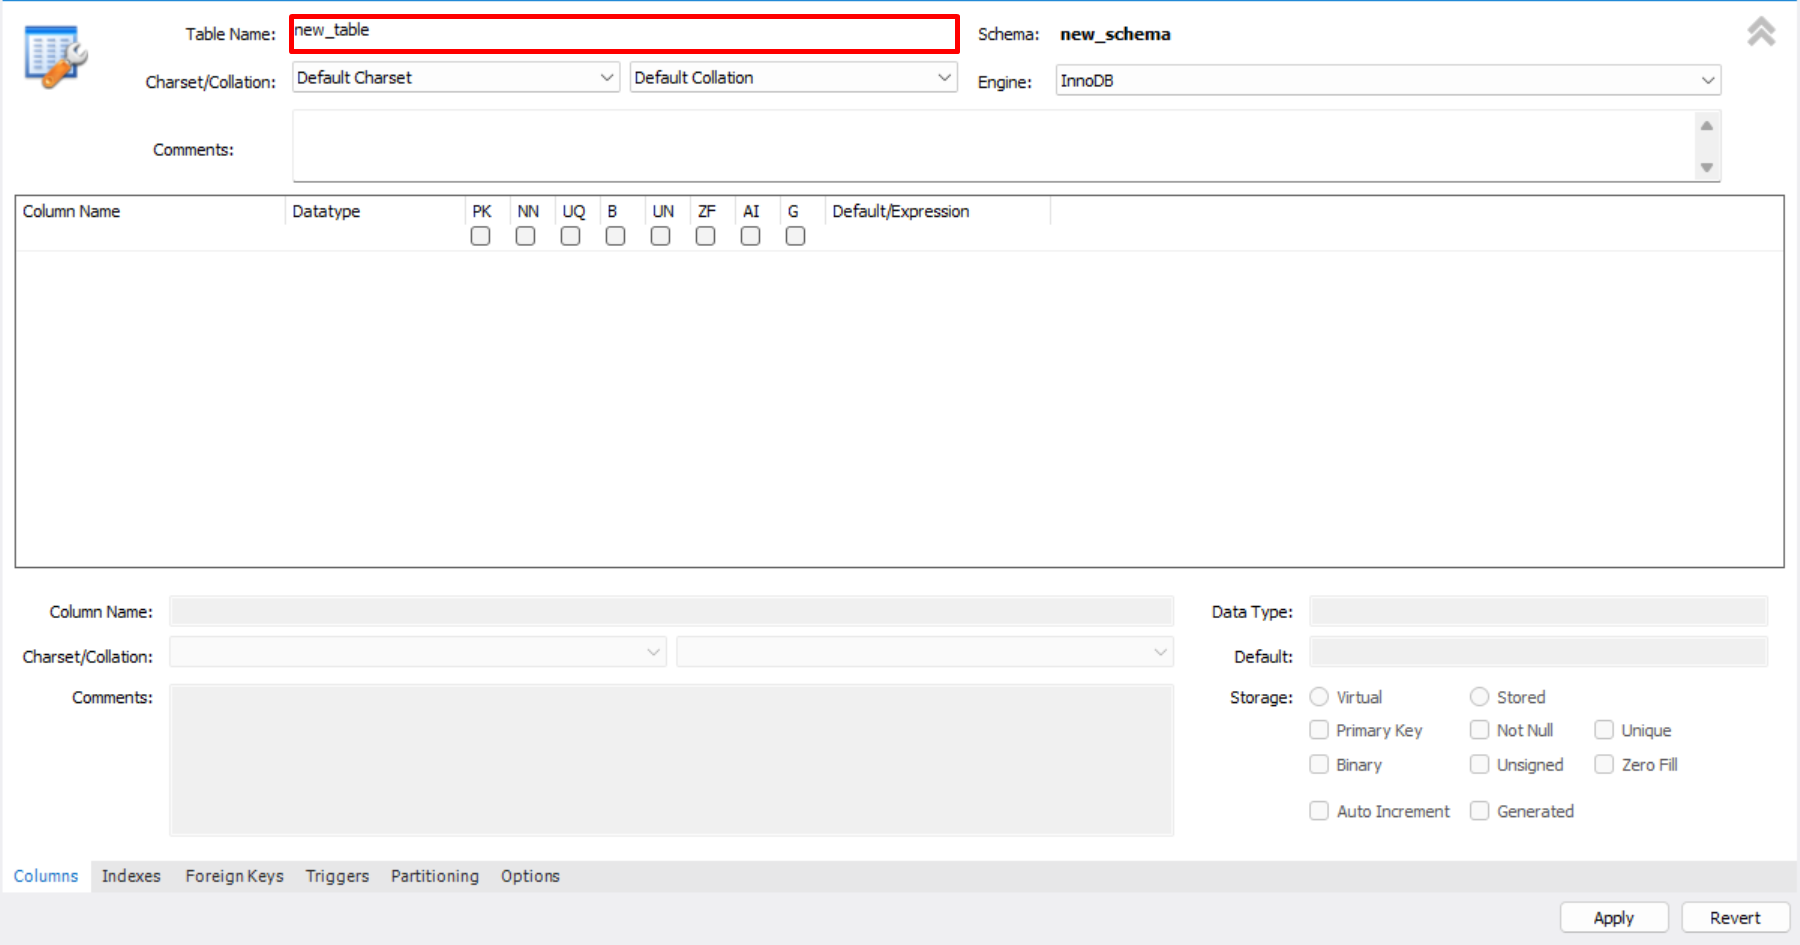 Table Name: new_table Schema: new_schema
Charset/Collation: Default Charset Default Collation Engine: InnoDB
Comments:
Column Name Datatype PK NN UQ B UN ZF AI G Default/Expression
Column Name: Data Type:
Charset/Collation: Default:
Comments: Storage: Virtual Stored
Primary Key Not Null Unique
Binary Unsigned Zero Fill
Auto Increment Generated
Columns Indexes Foreign Keys Triggers Partitioning Options
Apply Revert